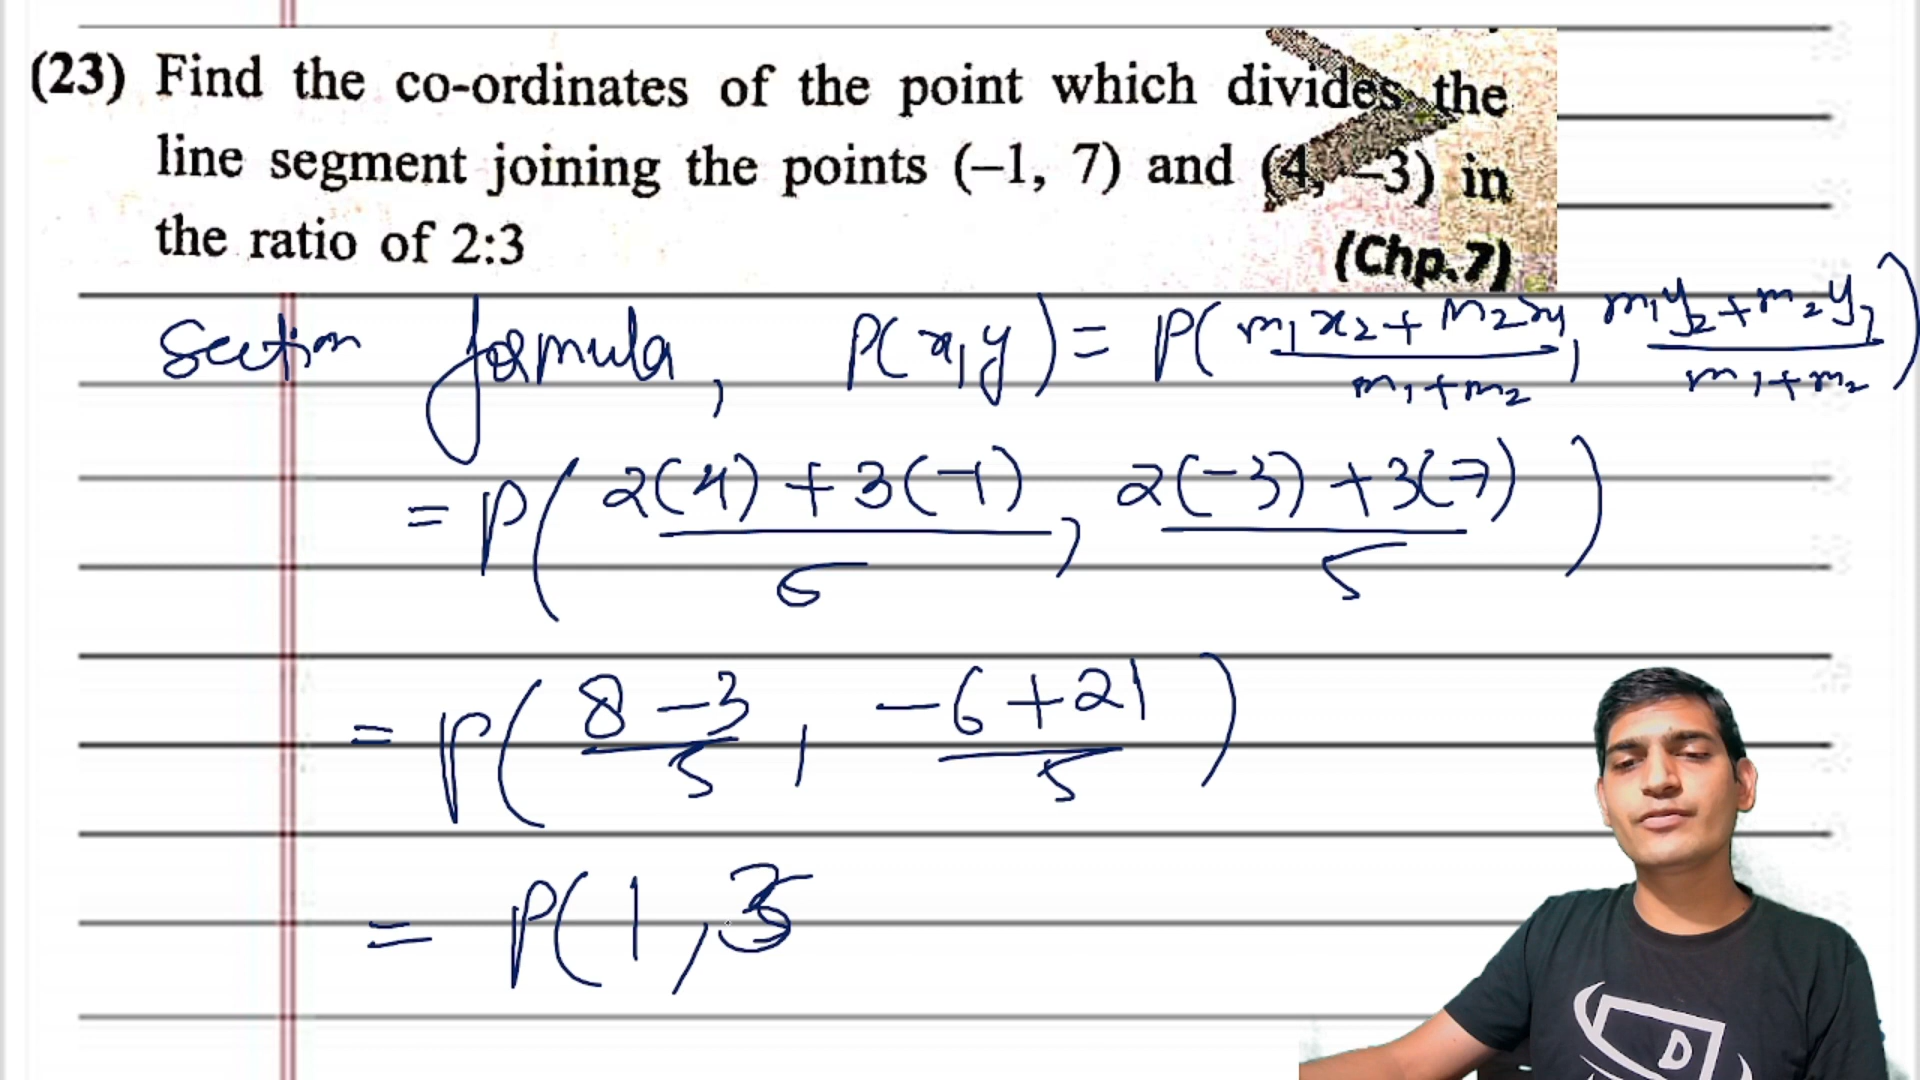 (23) Find the co-ordinates of the point which divides the
line segment joining the points (–1, 7) and (4, –3) in
the ratio of 2:3
(Chp.7)
Section formula, P(x,y) = P( m₁x₂+m₂x₁/m₁+m₂ , m₁y₂+m₂y₂/m₁+m₂ )
= P( 2(4)+3(-1)/5 , 2(-3)+3(7)/5 )
= P( 8-3/5 , -6+21/5 )
= P(1,3
D